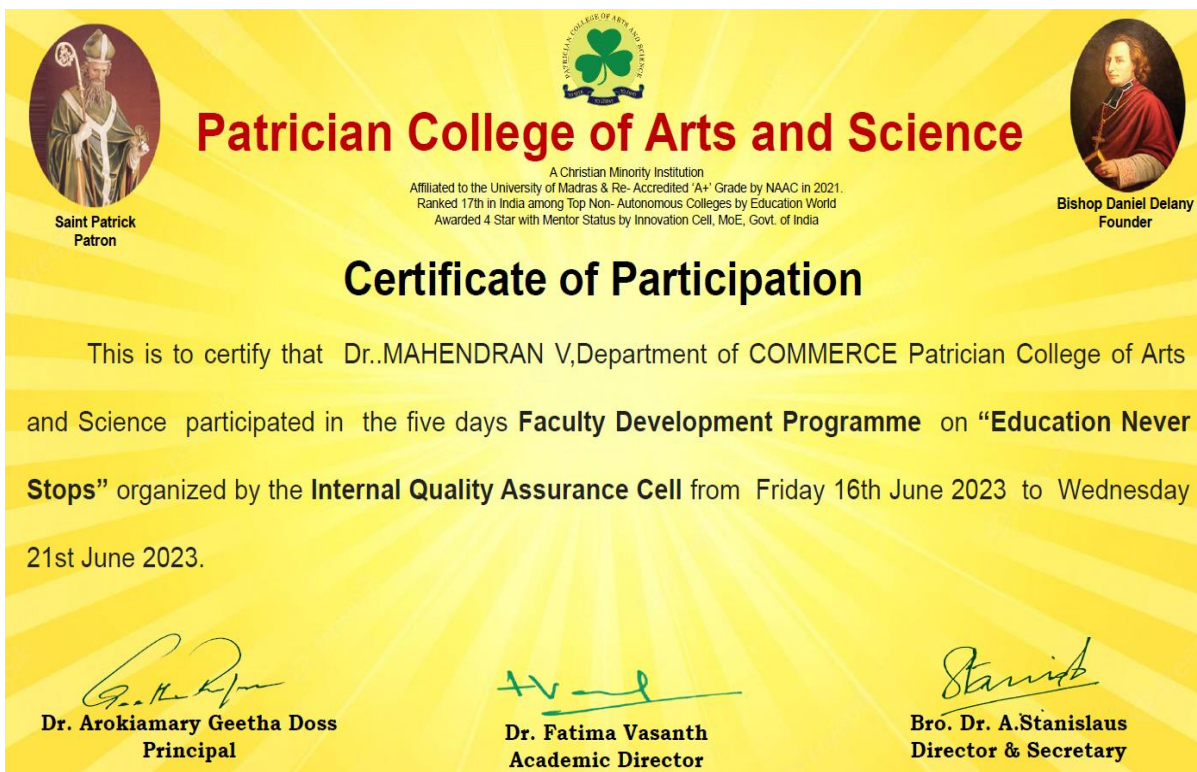 PATRICIAN COLLEGE OF ARTS AND SCIENCE
Patrician College of Arts and Science
A Christian Minority Institution
Affiliated to the University of Madras & Re- Accredited 'A+' Grade by NAAC in 2021.
Ranked 17th in India among Top Non- Autonomous Colleges by Education World
Awarded 4 Star with Mentor Status by Innovation Cell, MoE, Govt. of India
Saint Patrick
Patron
Bishop Daniel Delany
Founder
Certificate of Participation
This is to certify that Dr..MAHENDRAN V,Department of COMMERCE Patrician College of Arts
and Science participated in the five days Faculty Development Programme on “Education Never
Stops” organized by the Internal Quality Assurance Cell from Friday 16th June 2023 to Wednesday
21st June 2023.
Dr. Arokiamary Geetha Doss
Principal
Dr. Fatima Vasanth
Academic Director
Bro. Dr. A.Stanislaus
Director & Secretary